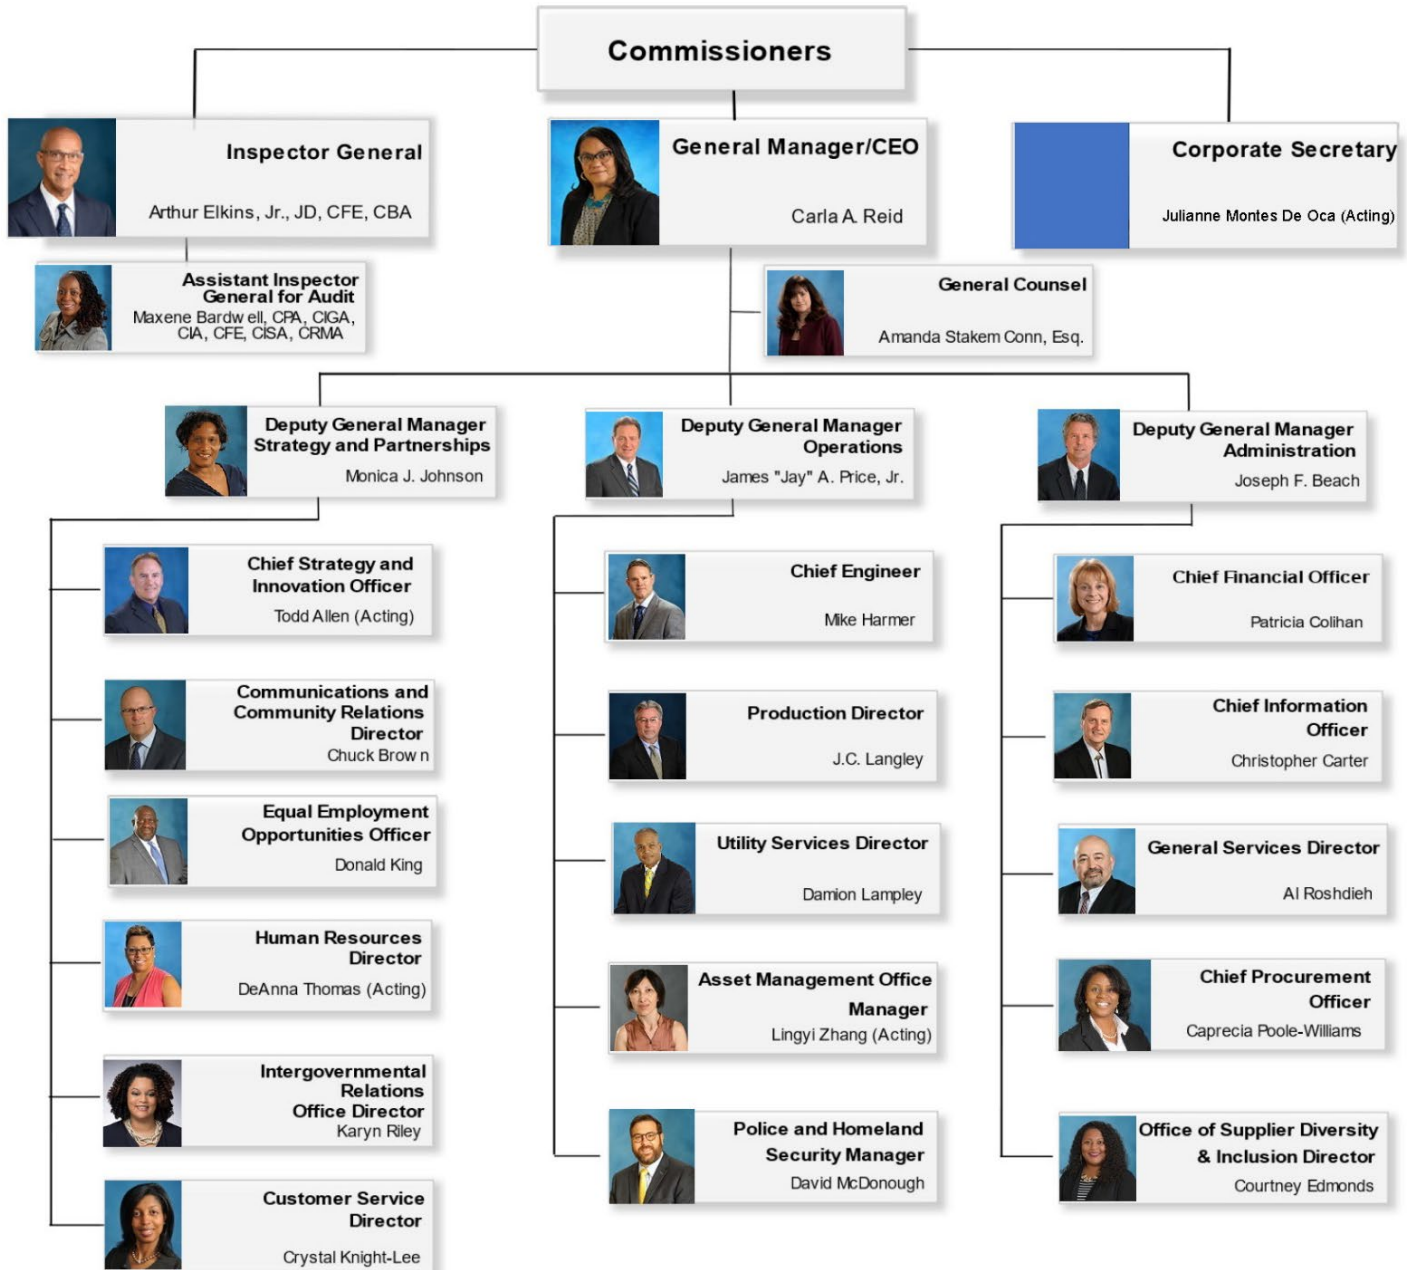 Commissioners
Inspector General
Arthur Elkins, Jr., JD, CFE, CBA
General Manager/CEO
Carla A. Reid
Corporate Secretary
Julianne Montes De Oca (Acting)
Assistant Inspector
General for Audit
Maxene Bardwell, CPA, CIGA,
CIA, CFE, CISA, CRMA
General Counsel
Amanda Stakem Conn, Esq.
Deputy General Manager
Strategy and Partnerships
Monica J. Johnson
Deputy General Manager
Operations
James "Jay" A. Price, Jr.
Deputy General Manager
Administration
Joseph F. Beach
Chief Strategy and
Innovation Officer
Todd Allen (Acting)
Communications and
Community Relations
Director
Chuck Brown
Equal Employment
Opportunities Officer
Donald King
Human Resources
Director
DeAnna Thomas (Acting)
Intergovernmental
Relations
Office Director
Karyn Riley
Customer Service
Director
Crystal Knight-Lee
Chief Engineer
Mike Harmer
Production Director
J.C. Langley
Utility Services Director
Damion Lampley
Asset Management Office
Manager
Lingyi Zhang (Acting)
Police and Homeland
Security Manager
David McDonough
Chief Financial Officer
Patricia Colihan
Chief Information
Officer
Christopher Carter
General Services Director
Al Roshdieh
Chief Procurement
Officer
Caprecia Poole-Williams
Office of Supplier Diversity
& Inclusion Director
Courtney Edmonds